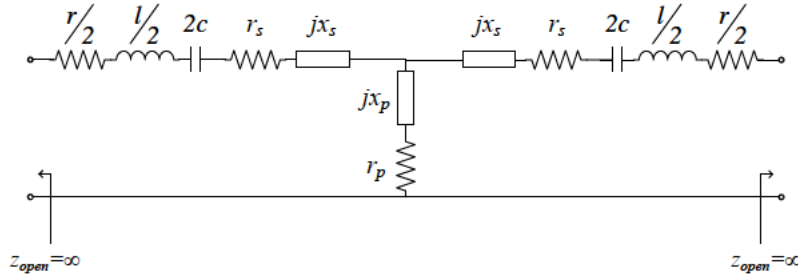 r/2 l/2 2c r_s jx_s jx_s r_s 2c l/2 r/2
jx_p
r_p
z_open=∞ z_open=∞